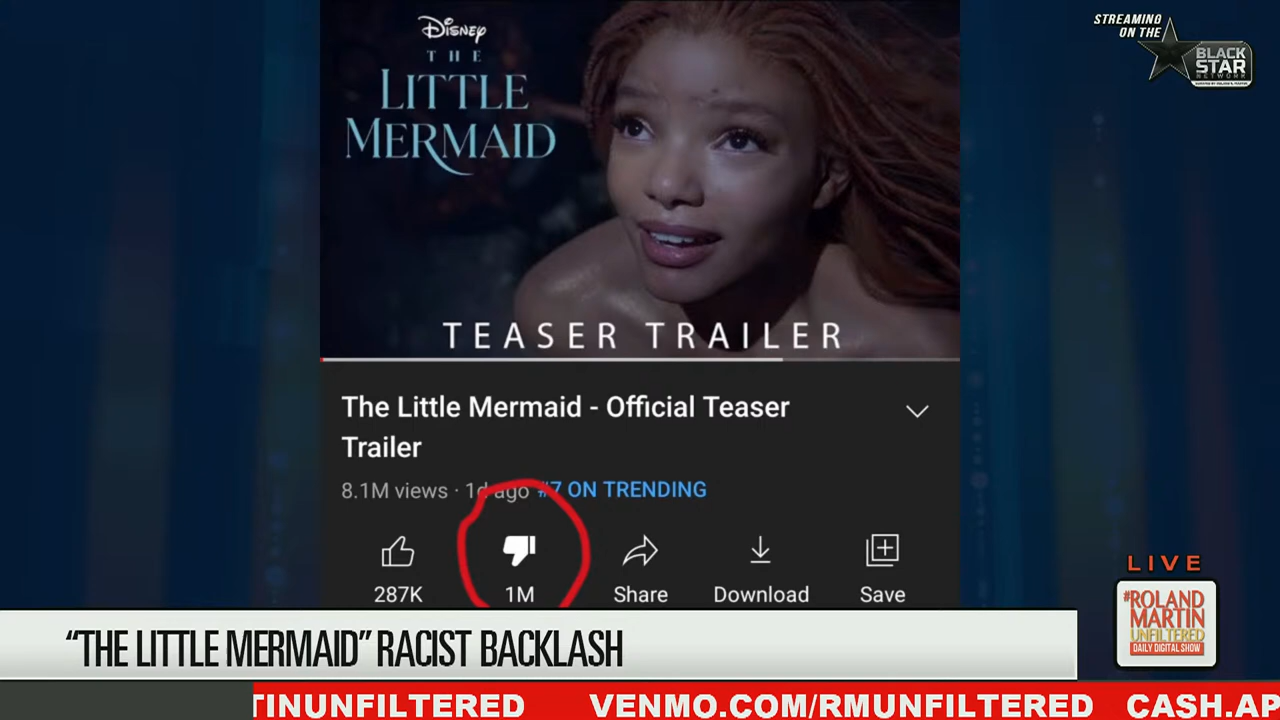 STREAMING
ON THE
BLACK
STAR
NETWORK
Disney
THE
LITTLE
MERMAID
TEASER TRAILER
The Little Mermaid - Official Teaser
Trailer
8.1M views · 1d ago #7 ON TRENDING
287K
1M
Share
Download
Save
LIVE
#ROLAND
MARTIN
UNFILTERED
DAILY DIGITAL SHOW
“THE LITTLE MERMAID” RACIST BACKLASH
TINUNFILTERED VENMO.COM/RMUNFILTERED CASH.AP